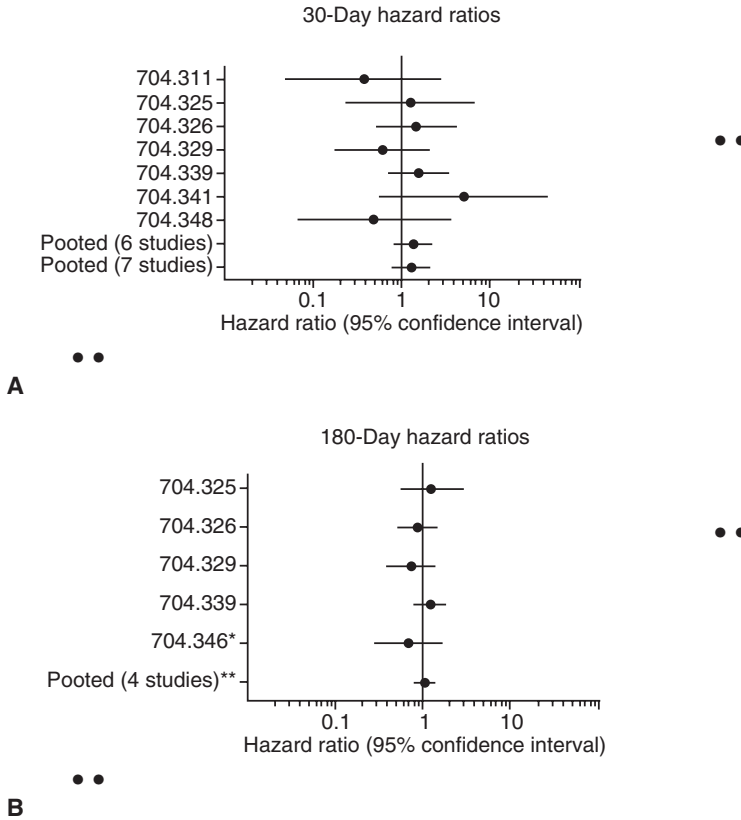 30-Day hazard ratios
704.311
704.325
704.326
704.329
704.339
704.341
704.348
Pooted (6 studies)
Pooted (7 studies)
0.1 1 10
Hazard ratio (95% confidence interval)
A
180-Day hazard ratios
704.325
704.326
704.329
704.339
704.346*
Pooted (4 studies)**
0.1 1 10
Hazard ratio (95% confidence interval)
B